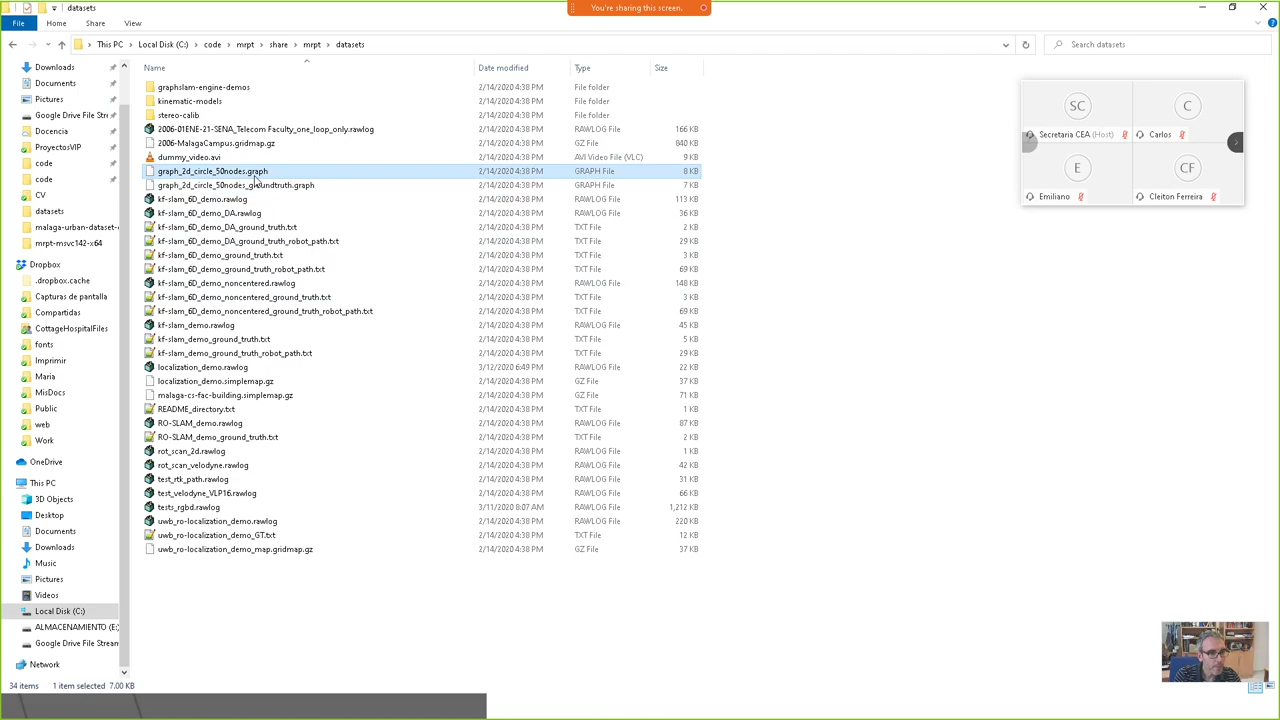 datasets
You're sharing this screen.
File Home Share View
This PC Local Disk (C:) code mrpt share mrpt datasets
Search datasets
Downloads
Documents
Pictures
Google Drive File Stre
Docencia
ProyectosVIP
code
code
CV
datasets
malaga-urban-dataset-
mrpt-msvc142-x64
Dropbox
.dropbox.cache
Capturas de pantalla
Compartidas
CottageHospitalFiles
fonts
Imprimir
Maria
MisDocs
Public
web
Work
OneDrive
This PC
3D Objects
Desktop
Documents
Downloads
Music
Pictures
Videos
Local Disk (C:)
ALMACENAMIENTO (E:
Google Drive File Stream
Network
Name Date modified Type Size
graphslam-engine-demos 2/14/2020 4:38 PM File folder
kinematic-models 2/14/2020 4:38 PM File folder
stereo-calib 2/14/2020 4:38 PM File folder
2006-01ENE-21-SENA_Telecom Faculty_one_loop_only.rawlog 2/14/2020 4:38 PM RAWLOG File 166 KB
2006-MalagaCampus.gridmap.gz 2/14/2020 4:38 PM GZ File 840 KB
dummy_video.avi 2/14/2020 4:38 PM AVI Video File (VLC) 9 KB
graph_2d_circle_50nodes.graph 2/14/2020 4:38 PM GRAPH File 8 KB
graph_2d_circle_50nodes_groundtruth.graph 2/14/2020 4:38 PM GRAPH File 7 KB
kf-slam_6D_demo.rawlog 2/14/2020 4:38 PM RAWLOG File 113 KB
kf-slam_6D_demo_DA.rawlog 2/14/2020 4:38 PM RAWLOG File 36 KB
kf-slam_6D_demo_DA_ground_truth.txt 2/14/2020 4:38 PM TXT File 2 KB
kf-slam_6D_demo_DA_ground_truth_robot_path.txt 2/14/2020 4:38 PM TXT File 29 KB
kf-slam_6D_demo_ground_truth.txt 2/14/2020 4:38 PM TXT File 3 KB
kf-slam_6D_demo_ground_truth_robot_path.txt 2/14/2020 4:38 PM TXT File 69 KB
kf-slam_6D_demo_noncentered.rawlog 2/14/2020 4:38 PM RAWLOG File 148 KB
kf-slam_6D_demo_noncentered_ground_truth.txt 2/14/2020 4:38 PM TXT File 3 KB
kf-slam_6D_demo_noncentered_ground_truth_robot_path.txt 2/14/2020 4:38 PM TXT File 69 KB
kf-slam_demo.rawlog 2/14/2020 4:38 PM RAWLOG File 45 KB
kf-slam_demo_ground_truth.txt 2/14/2020 4:38 PM TXT File 5 KB
kf-slam_demo_ground_truth_robot_path.txt 2/14/2020 4:38 PM TXT File 29 KB
localization_demo.rawlog 3/12/2020 6:49 PM RAWLOG File 22 KB
localization_demo.simplemap.gz 2/14/2020 4:38 PM GZ File 37 KB
malaga-cs-fac-building.simplemap.gz 2/14/2020 4:38 PM GZ File 71 KB
README_directory.txt 2/14/2020 4:38 PM TXT File 1 KB
RO-SLAM_demo.rawlog 2/14/2020 4:38 PM RAWLOG File 87 KB
RO-SLAM_demo_ground_truth.txt 2/14/2020 4:38 PM TXT File 2 KB
rot_scan_2d.rawlog 2/14/2020 4:38 PM RAWLOG File 1 KB
rot_scan_velodyne.rawlog 2/14/2020 4:38 PM RAWLOG File 42 KB
test_rtk_path.rawlog 2/14/2020 4:38 PM RAWLOG File 31 KB
test_velodyne_VLP16.rawlog 2/14/2020 4:38 PM RAWLOG File 66 KB
tests_rgbd.rawlog 3/11/2020 8:07 AM RAWLOG File 1,212 KB
uwb_ro-localization_demo.rawlog 2/14/2020 4:38 PM RAWLOG File 220 KB
uwb_ro-localization_demo_GT.txt 2/14/2020 4:38 PM TXT File 12 KB
uwb_ro-localization_demo_map.gridmap.gz 2/14/2020 4:38 PM GZ File 37 KB
SC C
Secretaria CEA (Host) Carlos
E CF
Emiliano Cleiton Ferreira
34 items 1 item selected 7.00 KB